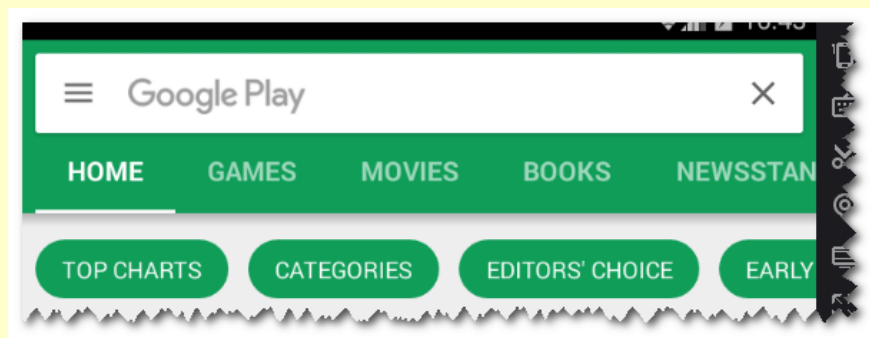 Google Play
HOME GAMES MOVIES BOOKS NEWSSTAN
TOP CHARTS CATEGORIES EDITORS' CHOICE EARLY